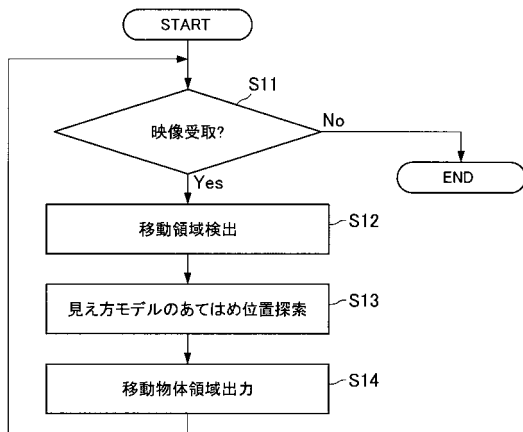 START
S11
映像受取?
No
END
Yes
移動領域検出
S12
見え方モデルのあてはめ位置探索
S13
移動物体領域出力
S14